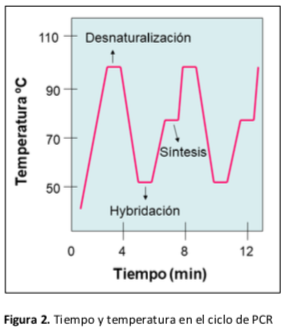 110
Desnaturalización
90
70
50
Temperatura ºC
Síntesis
Hybridación
0 4 8 12
Tiempo (min)
Figura 2. Tiempo y temperatura en el ciclo de PCR